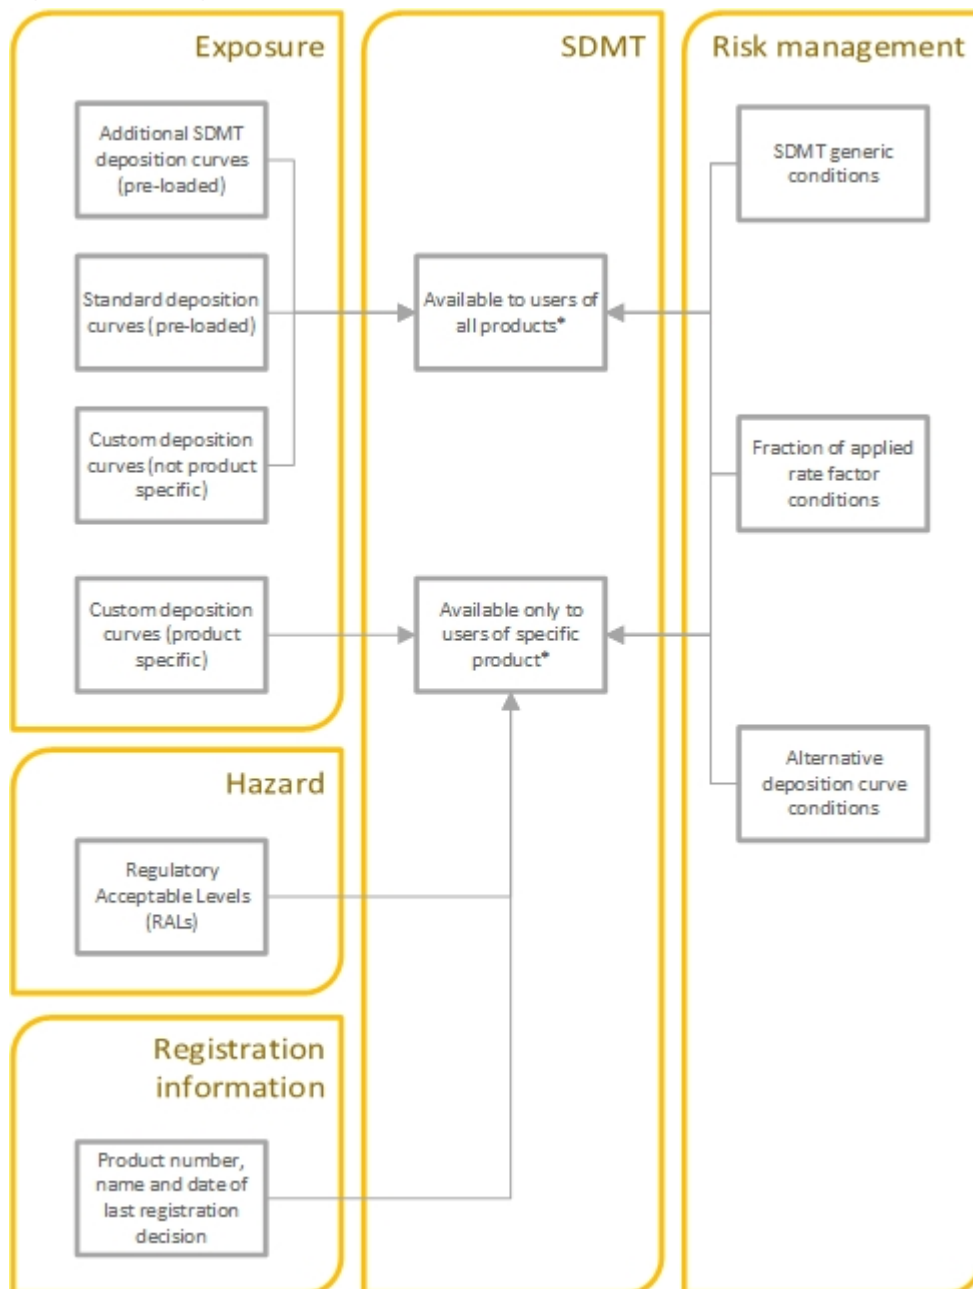 Exposure
Additional SDMT
deposition curves
(pre-loaded)
Standard deposition
curves (pre-loaded)
Custom deposition
curves (not product
specific)
Custom deposition
curves (product
specific)
Hazard
Regulatory
Acceptable Levels
(RALs)
Registration
information
Product number,
name and date of
last registration
decision
SDMT
Available to users of
all products*
Available only to
users of specific
product*
Risk management
SDMT generic
conditions
Fraction of applied
rate factor
conditions
Alternative
deposition curve
conditions